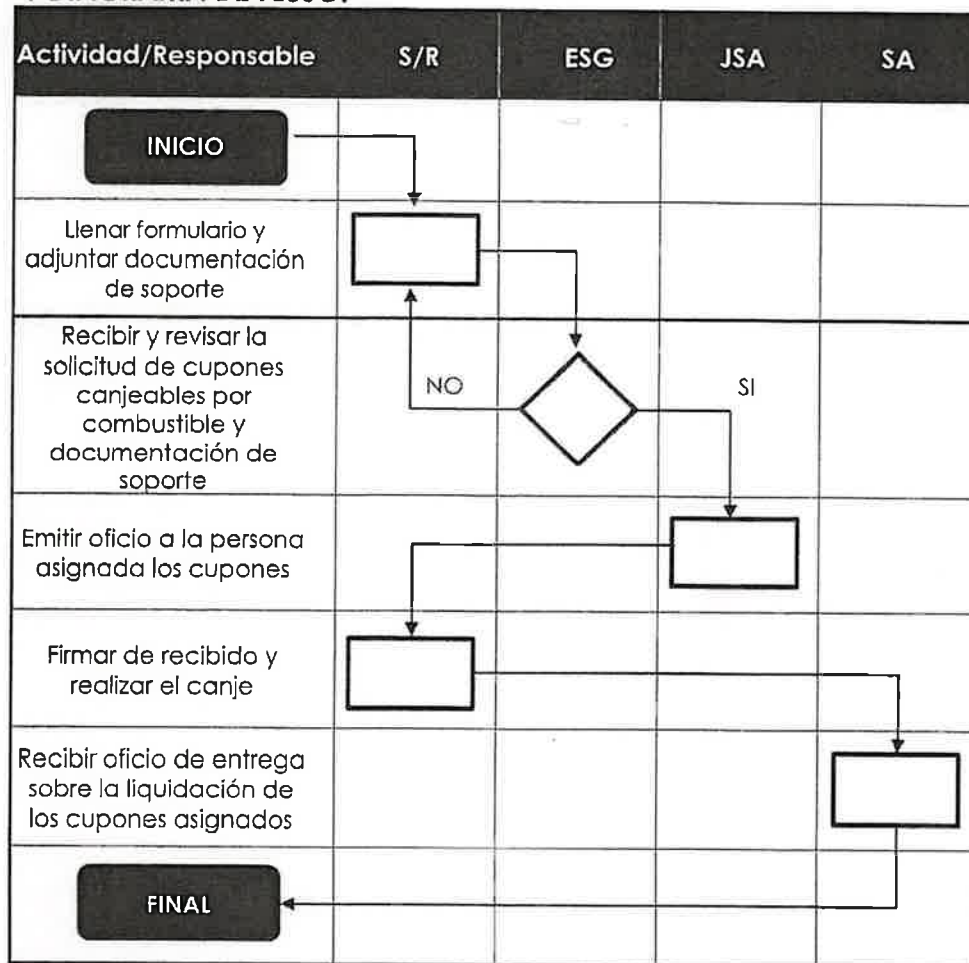 Actividad/Responsable S/R ESG JSA SA
INICIO
Llenar formulario y
adjuntar documentación
de soporte
Recibir y revisar la
solicitud de cupones
canjeables por
combustible y
documentación de
soporte
NO
SI
Emitir oficio a la persona
asignada los cupones
Firmar de recibido y
realizar el canje
Recibir oficio de entrega
sobre la liquidación de
los cupones asignados
FINAL